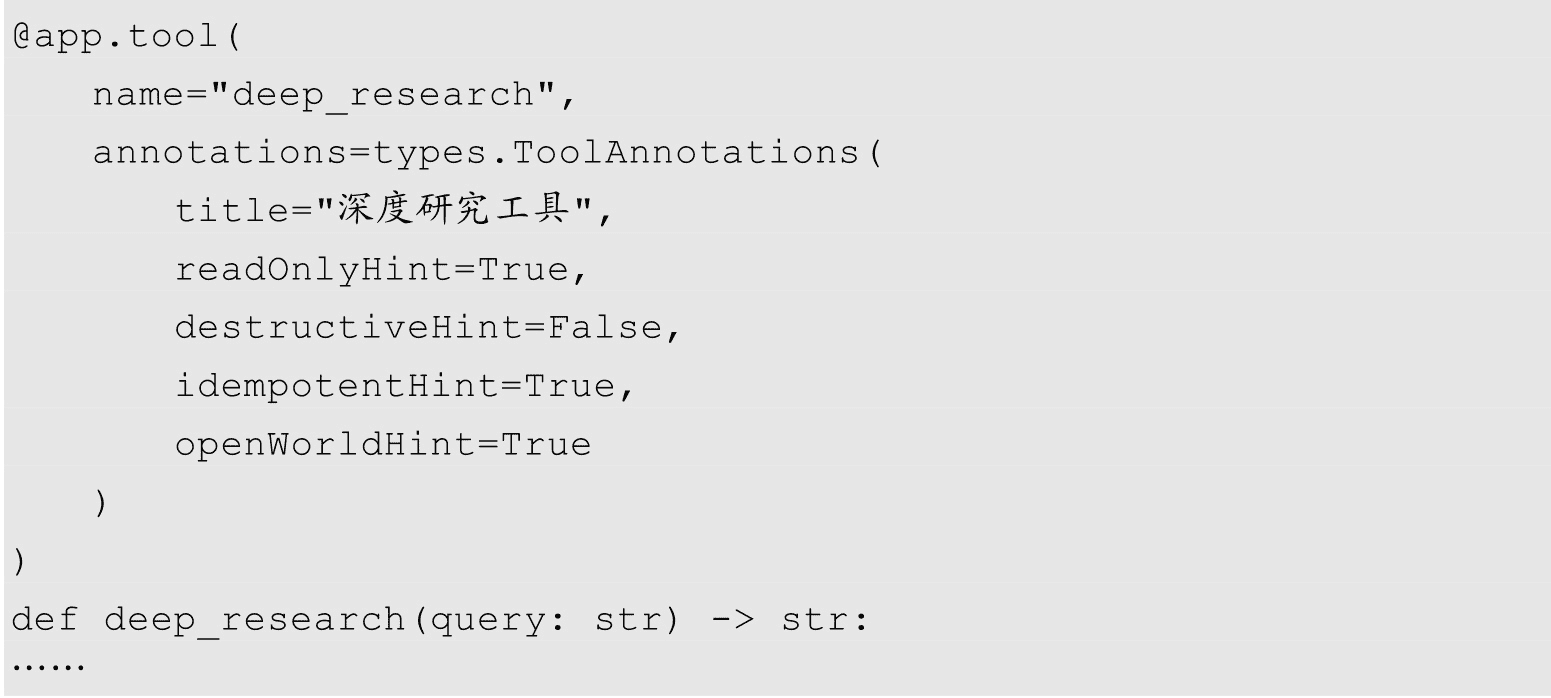 @app.tool(
    name="deep_research",
    annotations=types.ToolAnnotations(
        title="深度研究工具",
        readOnlyHint=True,
        destructiveHint=False,
        idempotentHint=True,
        openWorldHint=True
    )
)
def deep_research(query: str) -> str:
……